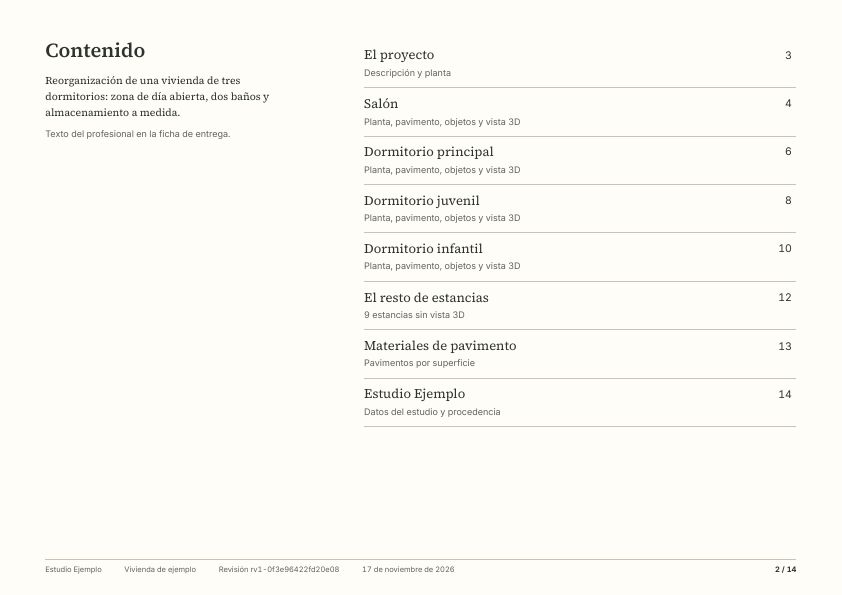 Contenido
Reorganización de una vivienda de tres
dormitorios: zona de día abierta, dos baños y
almacenamiento a medida.
Texto del profesional en la ficha de entrega.
El proyecto 3
Descripción y planta
Salón 4
Planta, pavimento, objetos y vista 3D
Dormitorio principal 6
Planta, pavimento, objetos y vista 3D
Dormitorio juvenil 8
Planta, pavimento, objetos y vista 3D
Dormitorio infantil 10
Planta, pavimento, objetos y vista 3D
El resto de estancias 12
9 estancias sin vista 3D
Materiales de pavimento 13
Pavimentos por superficie
Estudio Ejemplo 14
Datos del estudio y procedencia
Estudio Ejemplo Vivienda de ejemplo Revisión rv1-0f3e96422fd20e08 17 de noviembre de 2026 2 / 14